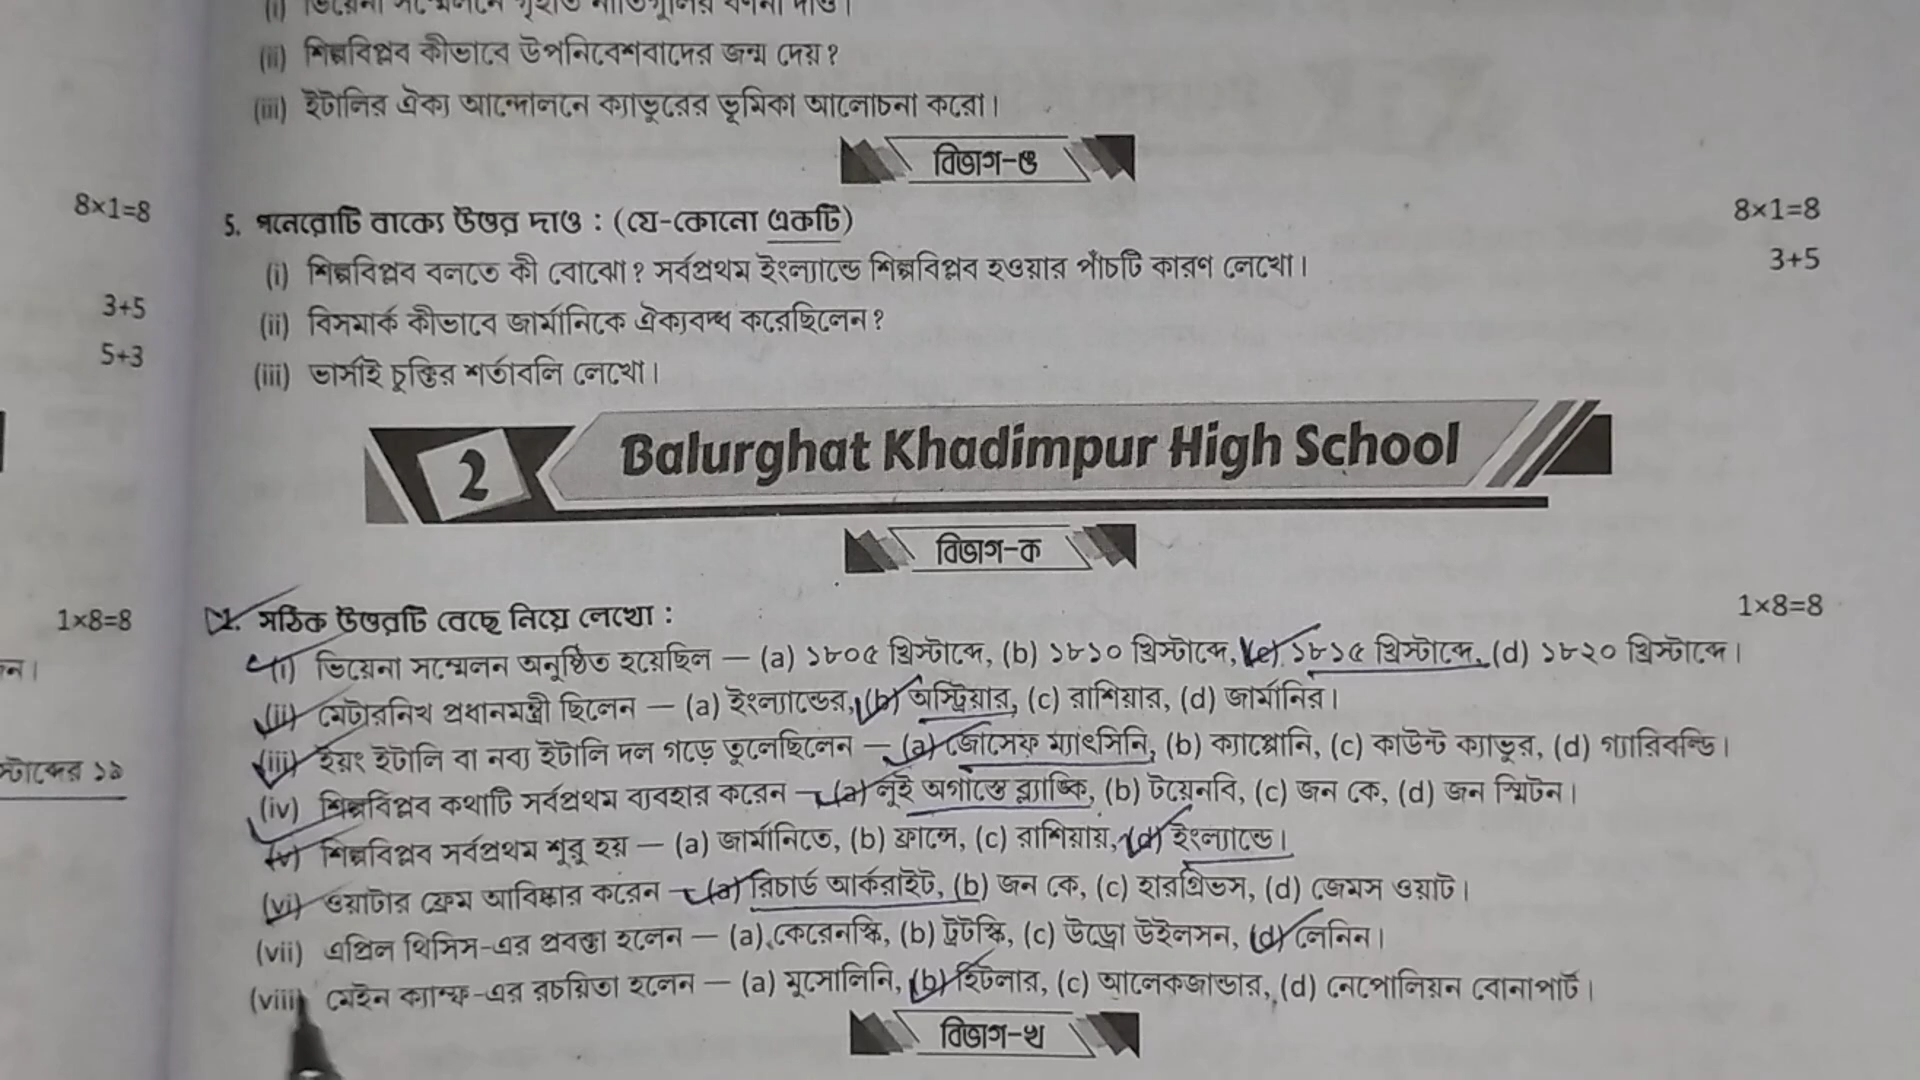 (i) ভিয়েনা সম্মেলনে গৃহীত নীতিগুলির বর্ণনা দাও।
(ii) শিল্পবিপ্লব কীভাবে উপনিবেশবাদের জন্ম দেয়?
(iii) ইটালির ঐক্য আন্দোলনে ক্যাভুরের ভূমিকা আলোচনা করো।
বিভাগ-ঙ
8×1=8
5. পনেরোটি বাক্যে উত্তর দাও : (যে-কোনো একটি) 8×1=8
(i) শিল্পবিপ্লব বলতে কী বোঝো? সর্বপ্রথম ইংল্যান্ডে শিল্পবিপ্লব হওয়ার পাঁচটি কারণ লেখো। 3+5
3+5
(ii) বিসমার্ক কীভাবে জার্মানিকে ঐক্যবদ্ধ করেছিলেন?
5+3
(iii) ভার্সাই চুক্তির শর্তাবলি লেখো।
2 Balurghat Khadimpur High School
বিভাগ-ক
1×8=8
1. সঠিক উত্তরটি বেছে নিয়ে লেখো : 1×8=8
(i) ভিয়েনা সম্মেলন অনুষ্ঠিত হয়েছিল — (a) ১৮০৫ খ্রিস্টাব্দে, (b) ১৮১০ খ্রিস্টাব্দে, (c) ১৮১৫ খ্রিস্টাব্দে, (d) ১৮২০ খ্রিস্টাব্দে।
(ii) মেটারনিখ প্রধানমন্ত্রী ছিলেন — (a) ইংল্যান্ডের, (b) অস্ট্রিয়ার, (c) রাশিয়ার, (d) জার্মানির।
(iii) ইয়ং ইটালি বা নব্য ইটালি দল গড়ে তুলেছিলেন — (a) জোসেফ ম্যাৎসিনি, (b) ক্যাপ্পোনি, (c) কাউন্ট ক্যাভুর, (d) গ্যারিবল্ডি।
স্টাব্দের ১৯
(iv) শিল্পবিপ্লব কথাটি সর্বপ্রথম ব্যবহার করেন — (a) লুই অগাস্তে ব্ল্যাঙ্কি, (b) টয়েনবি, (c) জন কে, (d) জন স্মিটন।
(v) শিল্পবিপ্লব সর্বপ্রথম শুরু হয় — (a) জার্মানিতে, (b) ফ্রান্সে, (c) রাশিয়ায়, (d) ইংল্যান্ডে।
(vi) ওয়াটার ফ্রেম আবিষ্কার করেন — (a) রিচার্ড আর্করাইট, (b) জন কে, (c) হারগ্রিভস, (d) জেমস ওয়াট।
(vii) এপ্রিল থিসিস-এর প্রবক্তা হলেন — (a) কেরেনস্কি, (b) ট্রটস্কি, (c) উড্রো উইলসন, (d) লেনিন।
(viii) মেইন ক্যাম্ফ-এর রচয়িতা হলেন — (a) মুসোলিনি, (b) হিটলার, (c) আলেকজান্ডার, (d) নেপোলিয়ন বোনাপার্ট।
বিভাগ-খ